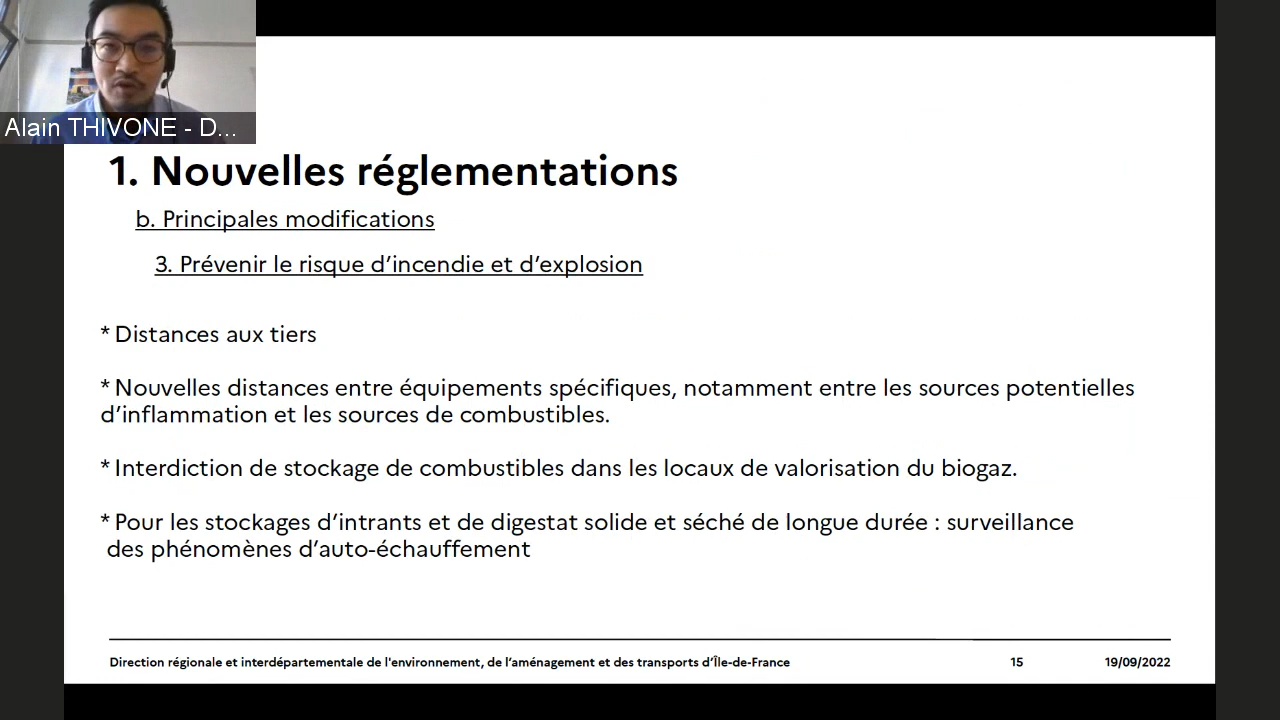 Alain THIVONE - D...
1. Nouvelles réglementations
b. Principales modifications
3. Prévenir le risque d’incendie et d’explosion
* Distances aux tiers
* Nouvelles distances entre équipements spécifiques, notamment entre les sources potentielles
d’inflammation et les sources de combustibles.
* Interdiction de stockage de combustibles dans les locaux de valorisation du biogaz.
* Pour les stockages d’intrants et de digestat solide et séché de longue durée : surveillance
des phénomènes d’auto-échauffement
Direction régionale et interdépartementale de l'environnement, de l’aménagement et des transports d’Île-de-France
15
19/09/2022